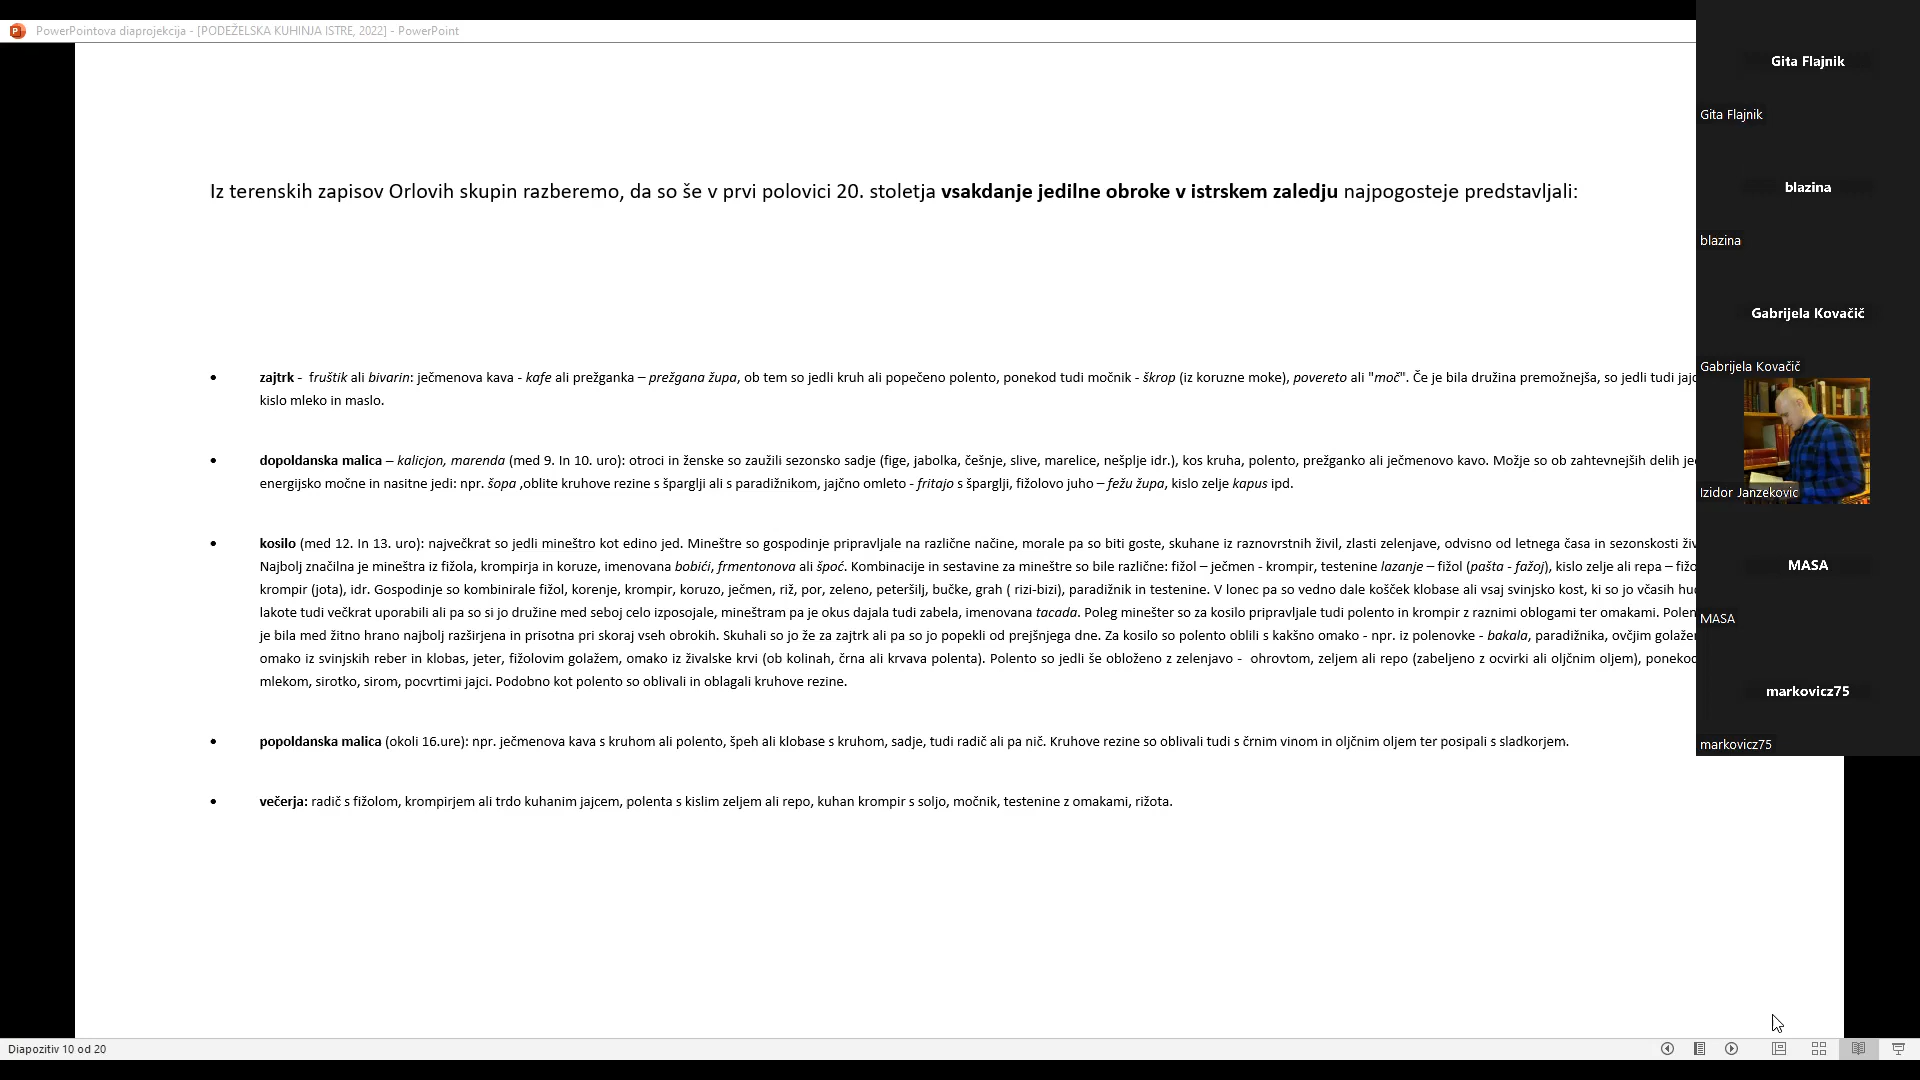 PowerPointova diaprojekcija - [PODEŽELSKA KUHINJA ISTRE, 2022] - PowerPoint
Iz terenskih zapisov Orlovih skupin razberemo, da so še v prvi polovici 20. stoletja vsakdanje jedilne obroke v istrskem zaledju najpogosteje predstavljali:
• zajtrk - fruštik ali bivarin: ječmenova kava - kafe ali prežganka – prežgana župa, ob tem so jedli kruh ali popečeno polento, ponekod tudi močnik - škrop (iz koruzne moke), povereto ali "moč". Če je bila družina premožnejša, so jedli tudi
kislo mleko in maslo.
• dopoldanska malica – kalicjon, marenda (med 9. In 10. uro): otroci in ženske so zaužili sezonsko sadje (fige, jabolka, češnje, slive, marelice, nešplje idr.), kos kruha, polento, prežganko ali ječmenovo kavo. Možje so ob zahtevnejših delih
energijsko močne in nasitne jedi: npr. šopa ,oblite kruhove rezine s šparglji ali s paradižnikom, jajčno omleto - fritajo s šparglji, fižolovo juho – fežu župa, kislo zelje kapus ipd.
• kosilo (med 12. In 13. uro): največkrat so jedli mineštro kot edino jed. Mineštre so gospodinje pripravljale na različne načine, morale pa so biti goste, skuhane iz raznovrstnih živil, zlasti zelenjave, odvisno od letnega časa in sezonskosti
Najbolj značilna je mineštra iz fižola, krompirja in koruze, imenovana bobići, frmentonova ali špoć. Kombinacije in sestavine za mineštre so bile različne: fižol – ječmen - krompir, testenine lazanje – fižol (pašta - fažoj), kislo zelje ali repa –
krompir (jota), idr. Gospodinje so kombinirale fižol, korenje, krompir, koruzo, ječmen, riž, por, zeleno, peteršilj, bučke, grah ( rizi-bizi), paradižnik in testenine. V lonec pa so vedno dale košček klobase ali vsaj svinjsko kost, ki so jo včasih
lakote tudi večkrat uporabili ali pa so si jo družine med seboj celo izposojale, mineštram pa je okus dajala tudi zabela, imenovana tacada. Poleg minešter so za kosilo pripravljale tudi polento in krompir z raznimi oblogami ter omakami.
je bila med žitno hrano najbolj razširjena in prisotna pri skoraj vseh obrokih. Skuhali so jo že za zajtrk ali pa so jo popekli od prejšnjega dne. Za kosilo so polento oblili s kakšno omako - npr. iz polenovke - bakala, paradižnika, ovčjim
omako iz svinjskih reber in klobas, jeter, fižolovim golažem, omako iz živalske krvi (ob kolinah, črna ali krvava polenta). Polento so jedli še obloženo z zelenjavo - ohrovtom, zeljem ali repo (zabeljeno z ocvirki ali oljčnim oljem),
mlekom, sirotko, sirom, pocvrtimi jajci. Podobno kot polento so oblivali in oblagali kruhove rezine.
• popoldanska malica (okoli 16.ure): npr. ječmenova kava s kruhom ali polento, špeh ali klobase s kruhom, sadje, tudi radič ali pa nič. Kruhove rezine so oblivali tudi s črnim vinom in oljčnim oljem ter posipali s sladkorjem.
• večerja: radič s fižolom, krompirjem ali trdo kuhanim jajcem, polenta s kislim zeljem ali repo, kuhan krompir s soljo, močnik, testenine z omakami, rižota.
Diapozitiv 10 od 20
Gita Flajnik
Gita Flajnik
blazina
blazina
Gabrijela Kovačič
Gabrijela Kovačič
Izidor Janzekovic
MASA
MASA
markovicz75
markovicz75